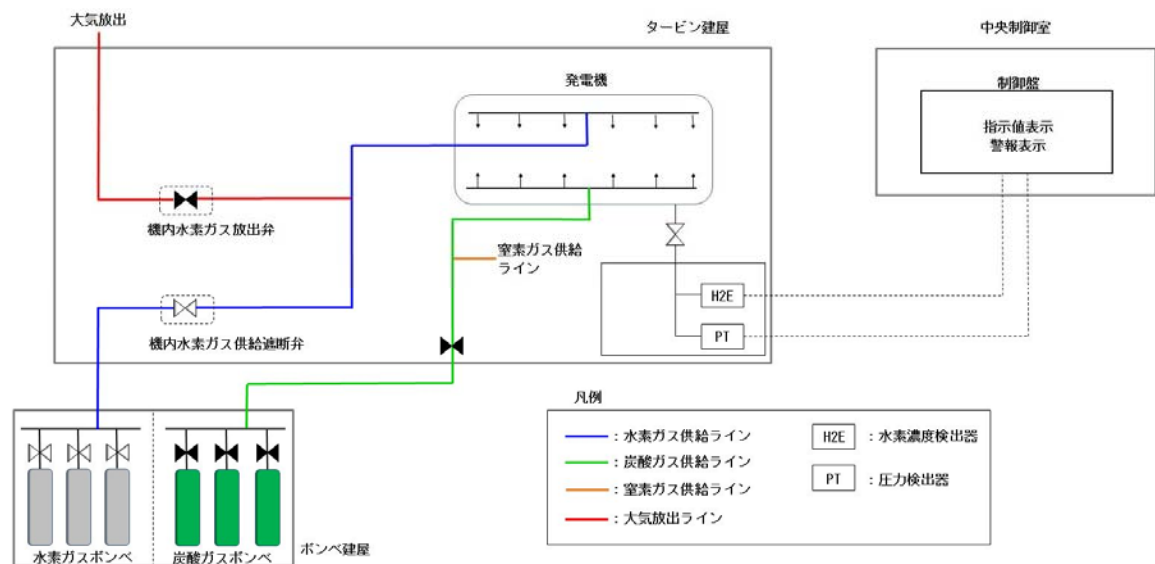 大気放出
タービン建屋
中央制御室
発電機
制御盤
指示値表示
警報表示
機内水素ガス放出弁
窒素ガス供給
ライン
H2E
機内水素ガス供給遮断弁
PT
凡例
:水素ガス供給ライン
H2E
:水素濃度検出器
:炭酸ガス供給ライン
:窒素ガス供給ライン
PT
:圧力検出器
:大気放出ライン
水素ガスボンベ
炭酸ガスボンベ
ボンベ建屋